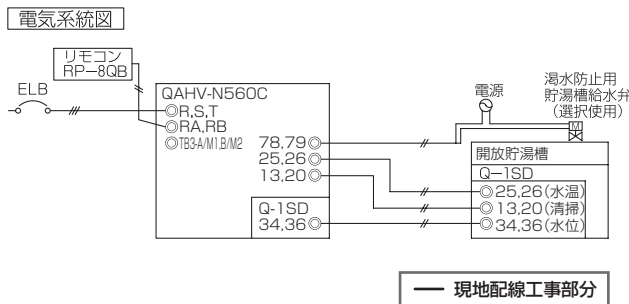 電気系統図
リモコン
RP−8QB
ELB
QAHV-N560C
R,S,T
RA,RB
TB3-A/M1,B/M2
78,79
25,26
13,20
Q-1SD
34,36
電源
渇水防止用
貯湯槽給水弁
（選択使用）
M
開放貯湯槽
Q−1SD
25,26(水温)
13,20(清掃)
34,36(水位)
現地配線工事部分